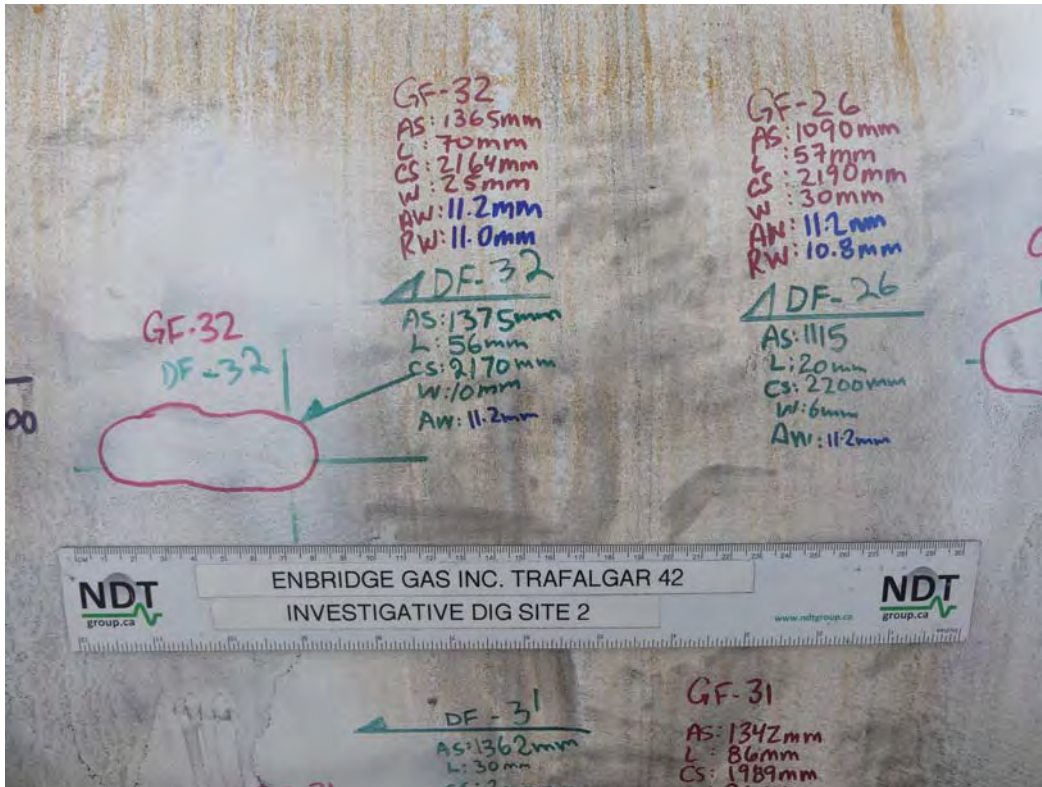 GF-32
AS: 1365mm
L: 70mm
CS: 2164mm
W: 25mm
AW: 11.2mm
RW: 11.0mm
DF-32
AS: 1375mm
L: 56mm
CS: 2170mm
W: 10mm
AW: 11.2mm
GF-26
AS: 1090mm
L: 57mm
CS: 2190mm
W: 30mm
AW: 11.2mm
RW: 10.8mm
DF-26
AS: 1115
L: 20mm
CS: 2200mm
W: 6mm
AW: 11.2mm
GF-32
DF-32
NDT
group.ca
ENBRIDGE GAS INC. TRAFALGAR 42
INVESTIGATIVE DIG SITE 2
www.ndtgroup.ca
NDT
group.ca
DF-31
AS: 1362mm
L: 30mm
GF-31
AS: 1342mm
L: 86mm
CS: 1989mm